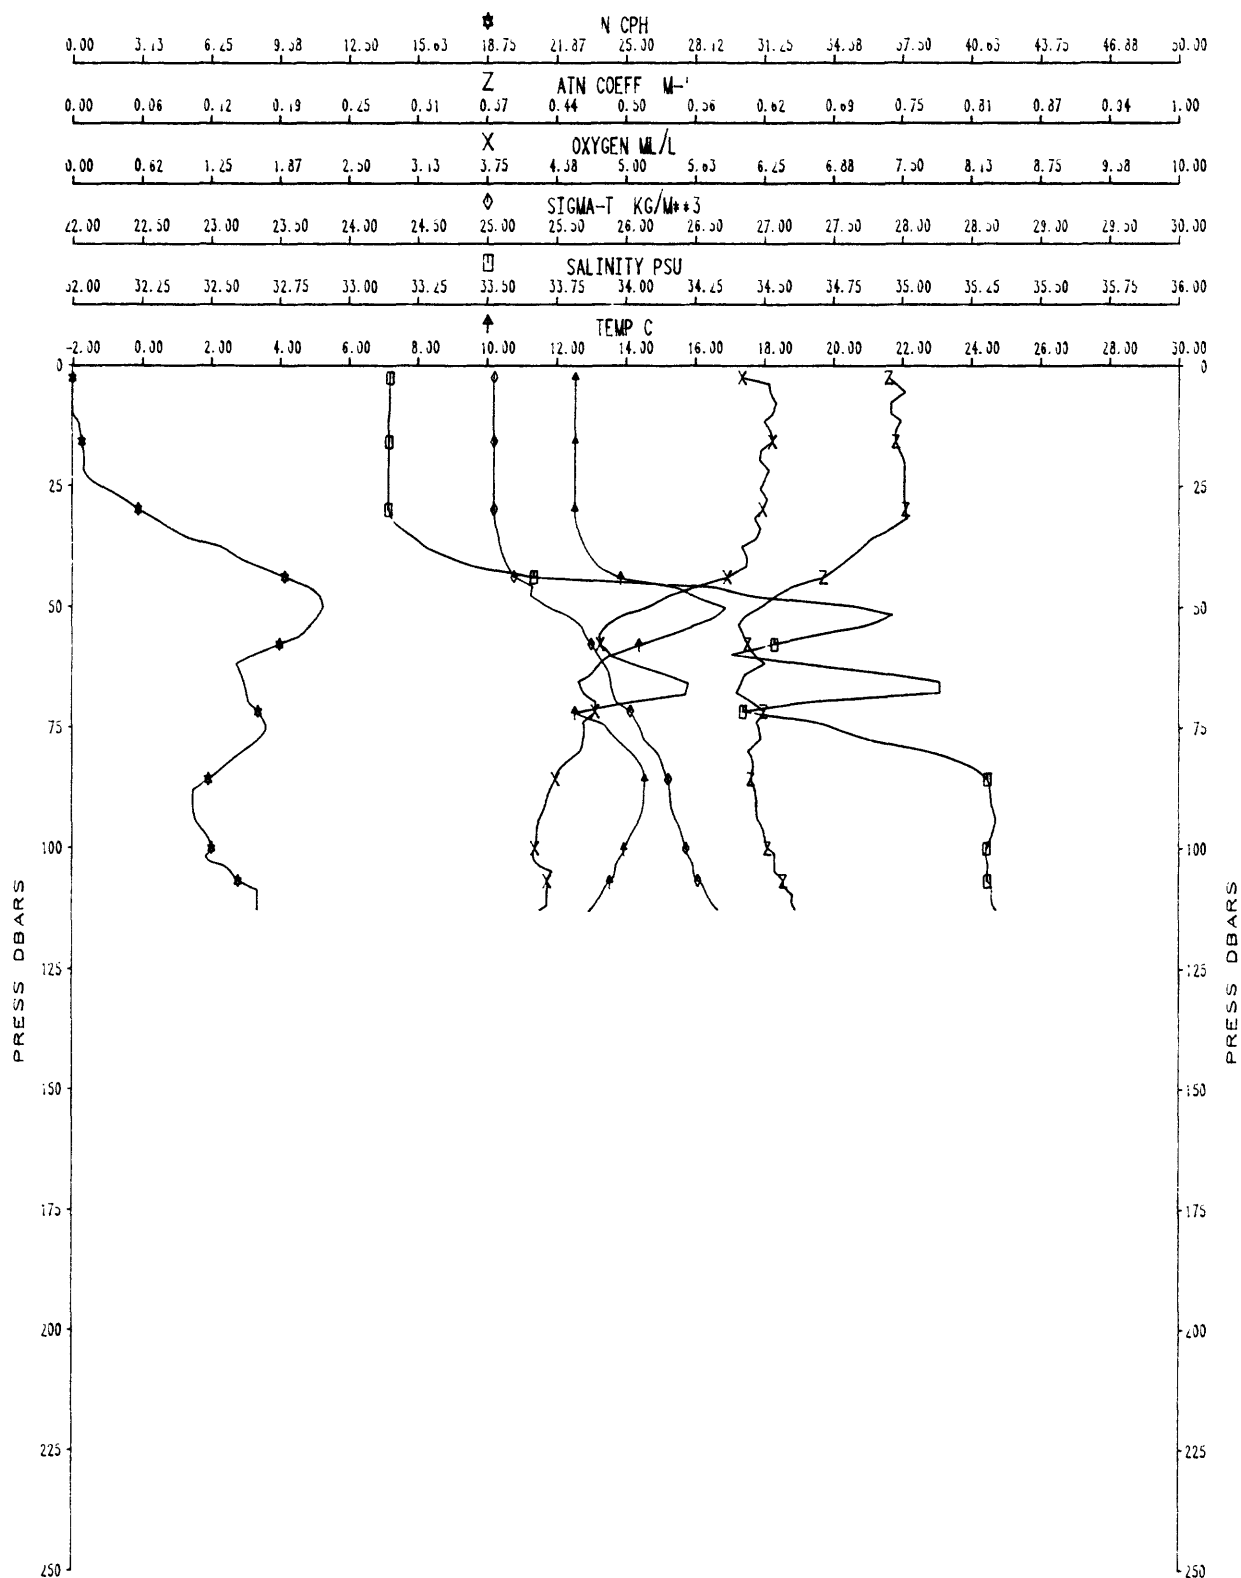 N CPH
0.00 3.13 6.25 9.38 12.50 15.63 18.75 21.87 25.00 28.12 31.25 34.38 37.50 40.63 43.75 46.88 50.00
Z ATN COEFF M-¹
0.00 0.06 0.12 0.19 0.25 0.31 0.37 0.44 0.50 0.56 0.62 0.69 0.75 0.81 0.87 0.94 1.00
X OXYGEN ML/L
0.00 0.62 1.25 1.87 2.50 3.13 3.75 4.38 5.00 5.63 6.25 6.88 7.50 8.13 8.75 9.38 10.00
SIGMA-T KG/M**3
22.00 22.50 23.00 23.50 24.00 24.50 25.00 25.50 26.00 26.50 27.00 27.50 28.00 28.50 29.00 29.50 30.00
SALINITY PSU
32.00 32.25 32.50 32.75 33.00 33.25 33.50 33.75 34.00 34.25 34.50 34.75 35.00 35.25 35.50 35.75 36.00
TEMP C
-2.00 0.00 2.00 4.00 6.00 8.00 10.00 12.00 14.00 16.00 18.00 20.00 22.00 24.00 26.00 28.00 30.00
0 0
25 25
50 50
75 75
100 100
PRESS DBARS PRESS DBARS
125 125
150 150
175 175
200 200
225 225
250 250